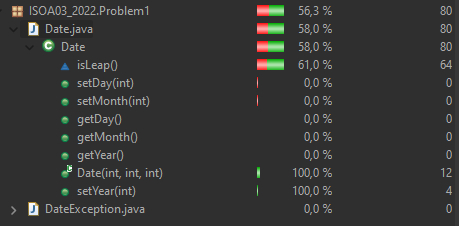 ISOA03_2022.Problem1 56,3 % 80
Date.java 58,0 % 80
Date 58,0 % 80
isLeap() 61,0 % 64
setDay(int) 0,0 % 0
setMonth(int) 0,0 % 0
getDay() 0,0 % 0
getMonth() 0,0 % 0
getYear() 0,0 % 0
Date(int, int, int) 100,0 % 12
setYear(int) 100,0 % 4
DateException.java 0,0 % 0